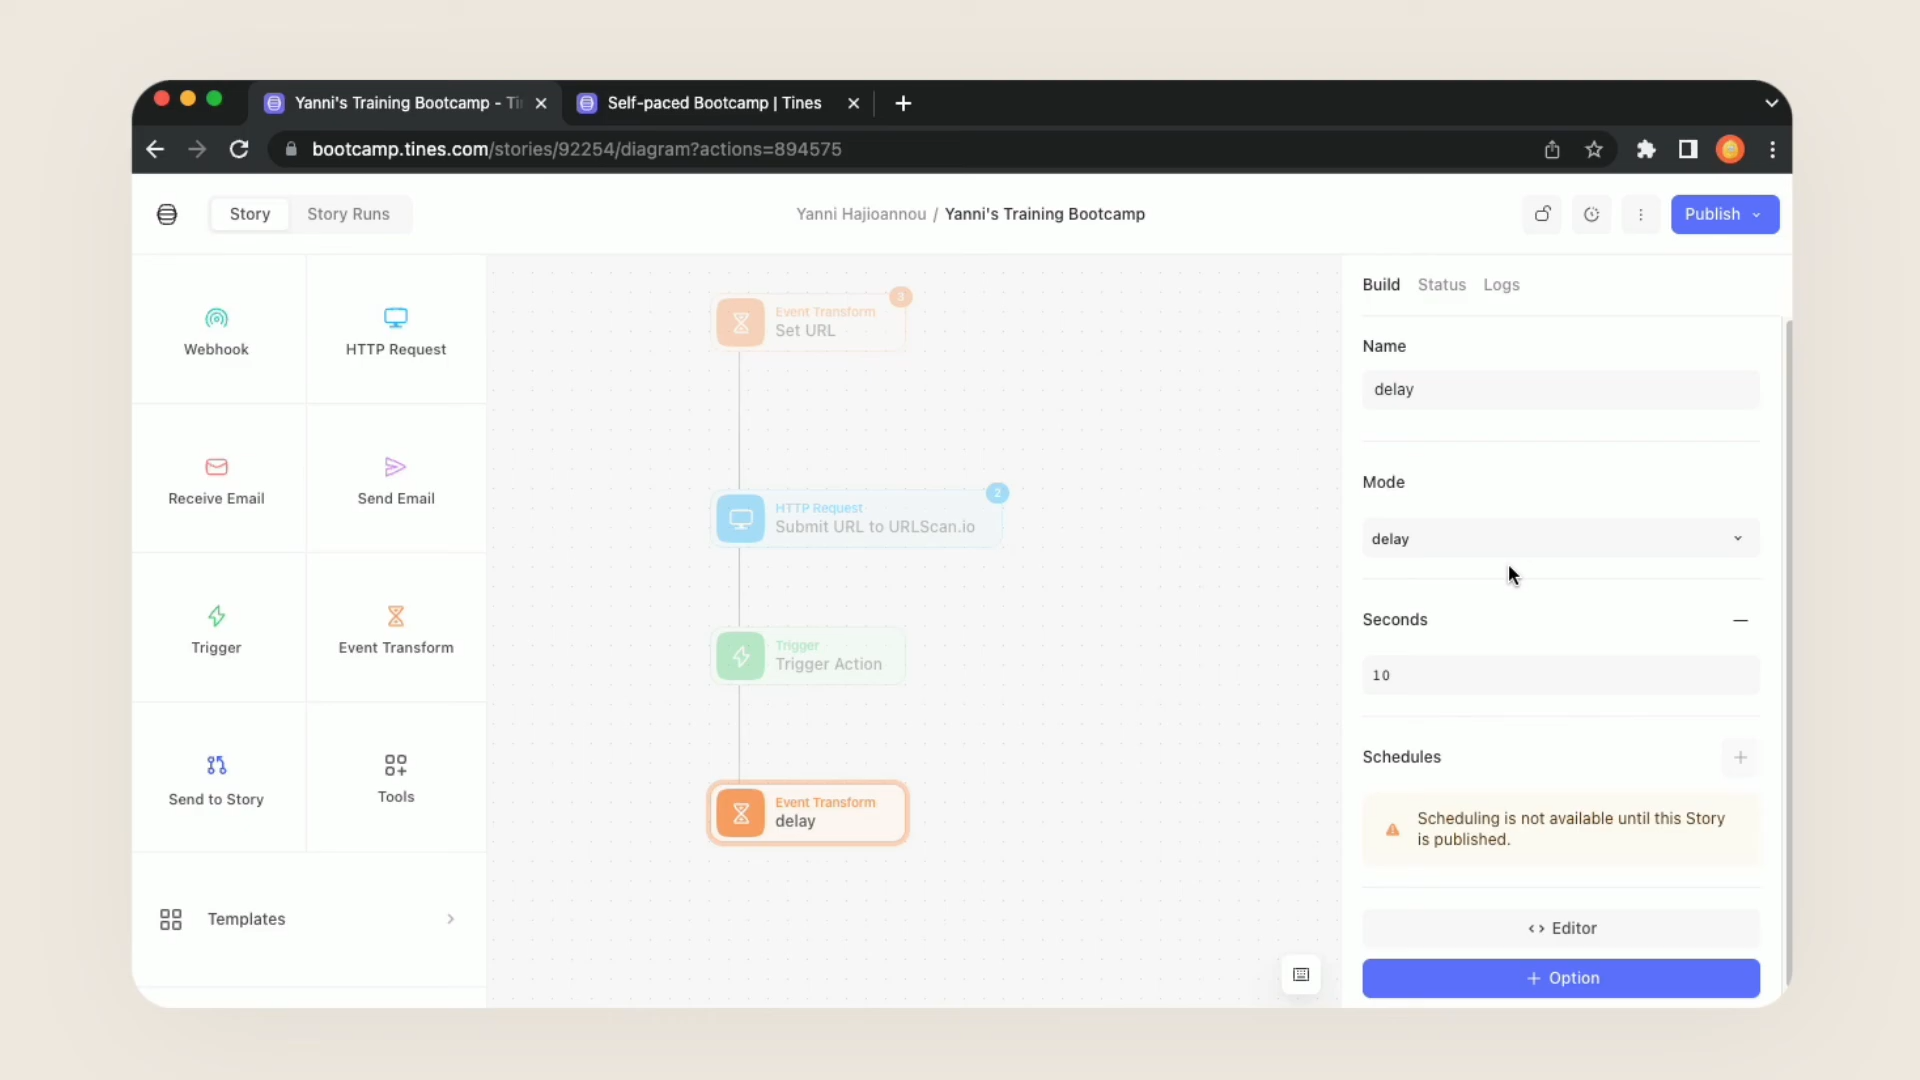 Yanni's Training Bootcamp - Ti
Self-paced Bootcamp | Tines
bootcamp.tines.com/stories/92254/diagram?actions=894575
Story
Story Runs
Yanni Hajioannou / Yanni's Training Bootcamp
Publish
Webhook
HTTP Request
Receive Email
Send Email
Trigger
Event Transform
Send to Story
Tools
Templates
3
Event Transform
Set URL
2
HTTP Request
Submit URL to URLScan.io
Trigger
Trigger Action
Event Transform
delay
Build
Status
Logs
Name
delay
Mode
delay
Seconds
10
Schedules
Scheduling is not available until this Story
is published.
<> Editor
+ Option